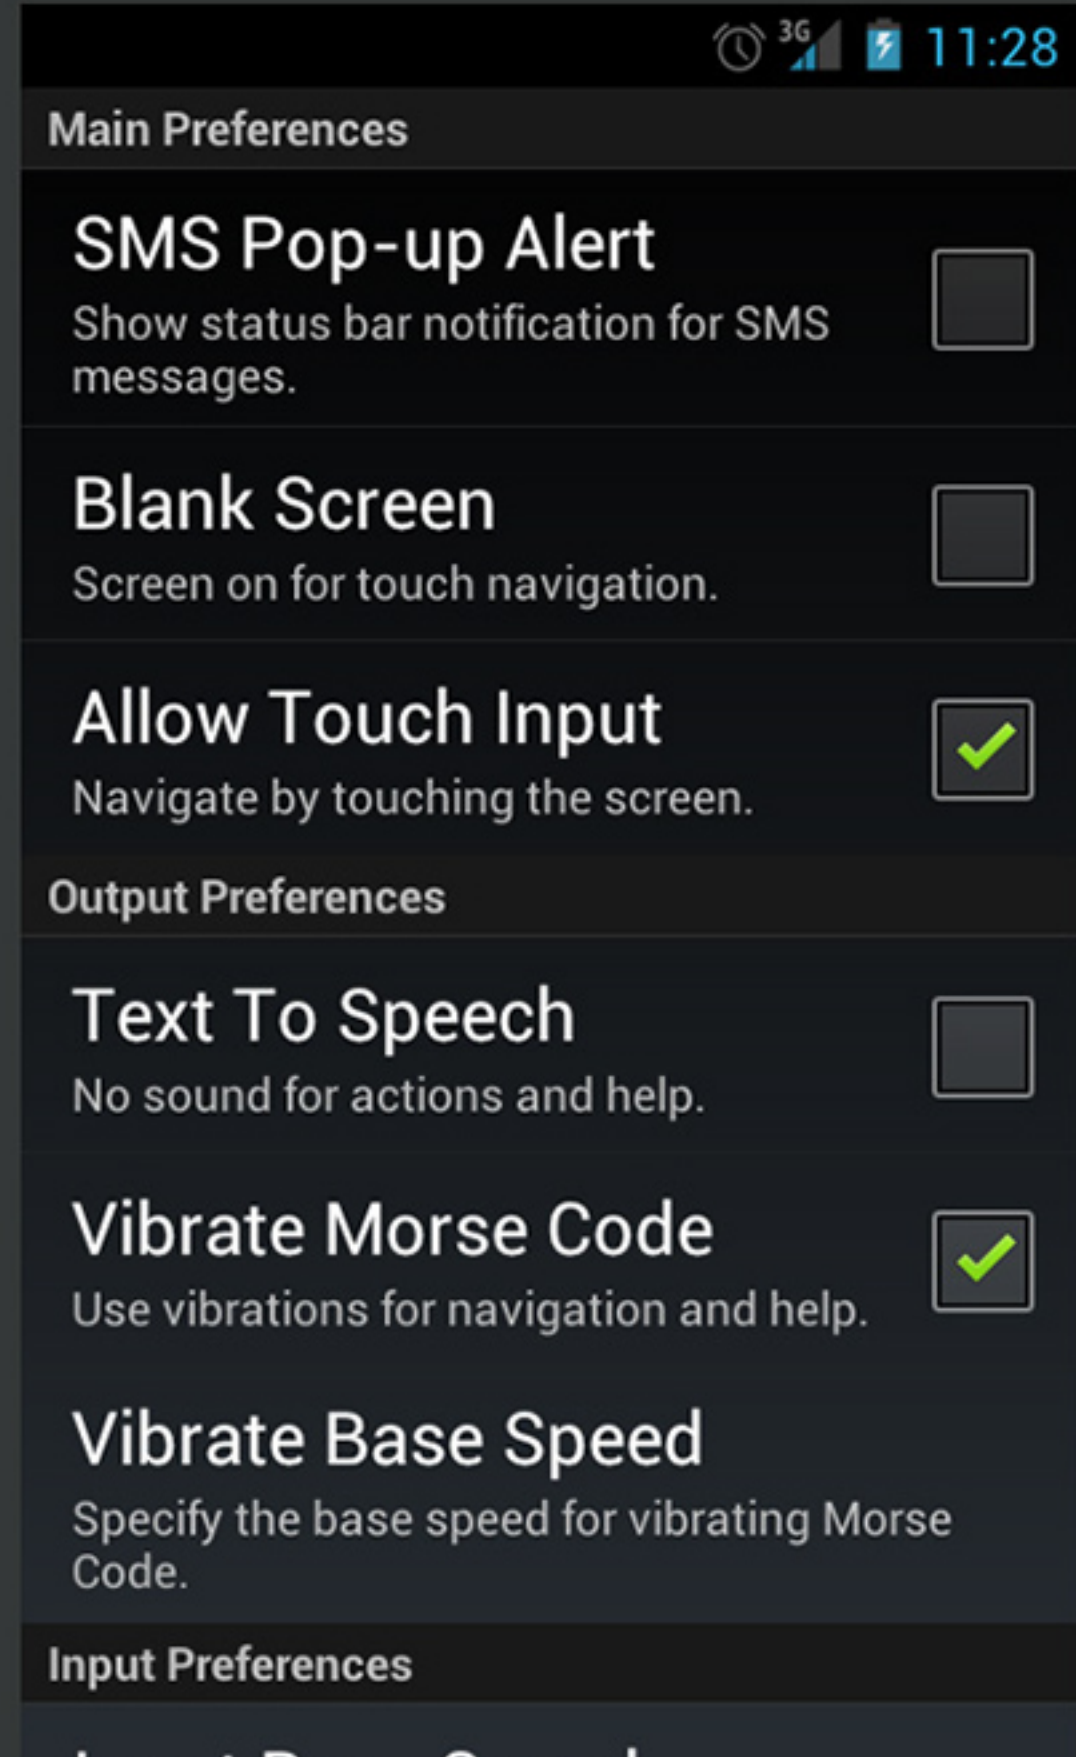 3G 11:28
Main Preferences
SMS Pop-up Alert
Show status bar notification for SMS
messages.
Blank Screen
Screen on for touch navigation.
Allow Touch Input
Navigate by touching the screen.
Output Preferences
Text To Speech
No sound for actions and help.
Vibrate Morse Code
Use vibrations for navigation and help.
Vibrate Base Speed
Specify the base speed for vibrating Morse
Code.
Input Preferences